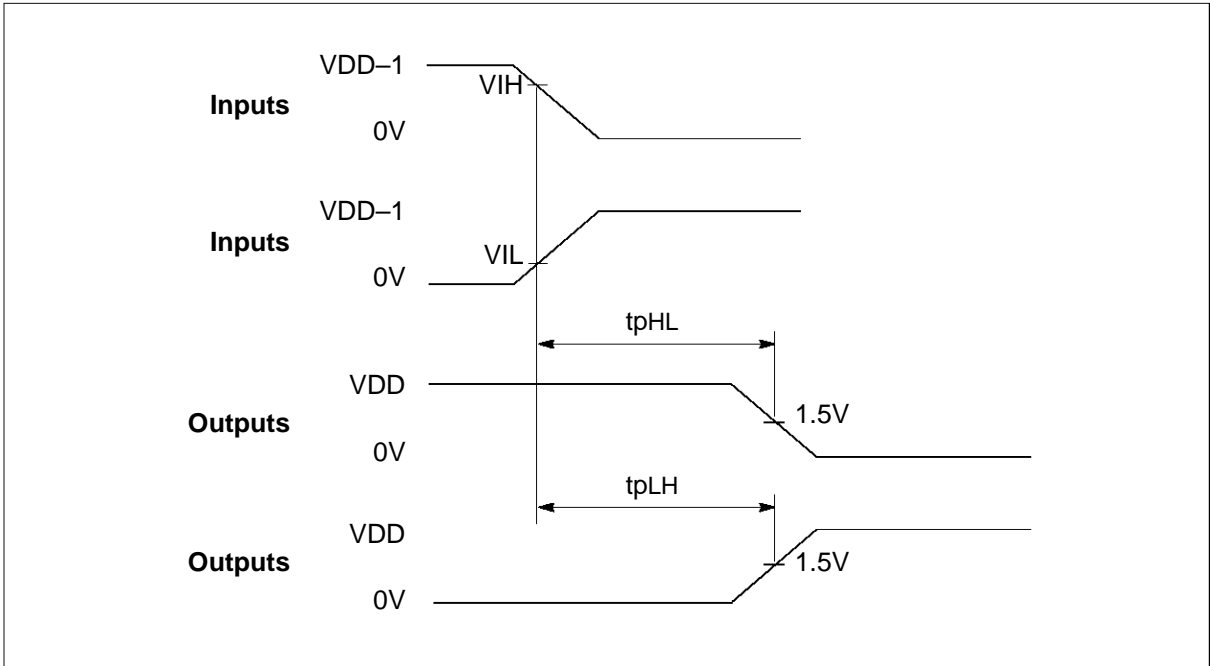 VDD–1
VIH
Inputs
0V
VDD–1
Inputs
VIL
0V
tpHL
VDD
1.5V
Outputs
0V
tpLH
VDD
Outputs
1.5V
0V